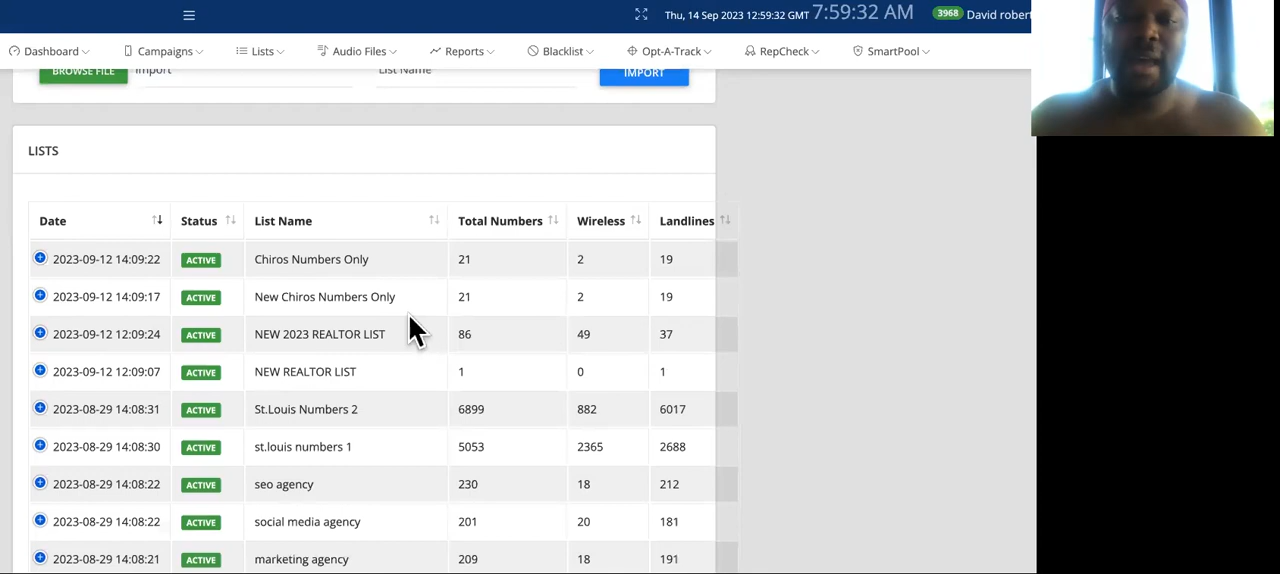 Thu, 14 Sep 2023 12:59:32 GMT 7:59:32 AM 3968 David robert
Dashboard Campaigns Lists Audio Files Reports Blacklist Opt-A-Track RepCheck SmartPool
BROWSE FILE Import List Name IMPORT
LISTS
Date Status List Name Total Numbers Wireless Landlines
2023-09-12 14:09:22 ACTIVE Chiros Numbers Only 21 2 19
2023-09-12 14:09:17 ACTIVE New Chiros Numbers Only 21 2 19
2023-09-12 12:09:24 ACTIVE NEW 2023 REALTOR LIST 86 49 37
2023-09-12 12:09:07 ACTIVE NEW REALTOR LIST 1 0 1
2023-08-29 14:08:31 ACTIVE St.Louis Numbers 2 6899 882 6017
2023-08-29 14:08:30 ACTIVE st.louis numbers 1 5053 2365 2688
2023-08-29 14:08:22 ACTIVE seo agency 230 18 212
2023-08-29 14:08:22 ACTIVE social media agency 201 20 181
2023-08-29 14:08:21 ACTIVE marketing agency 209 18 191